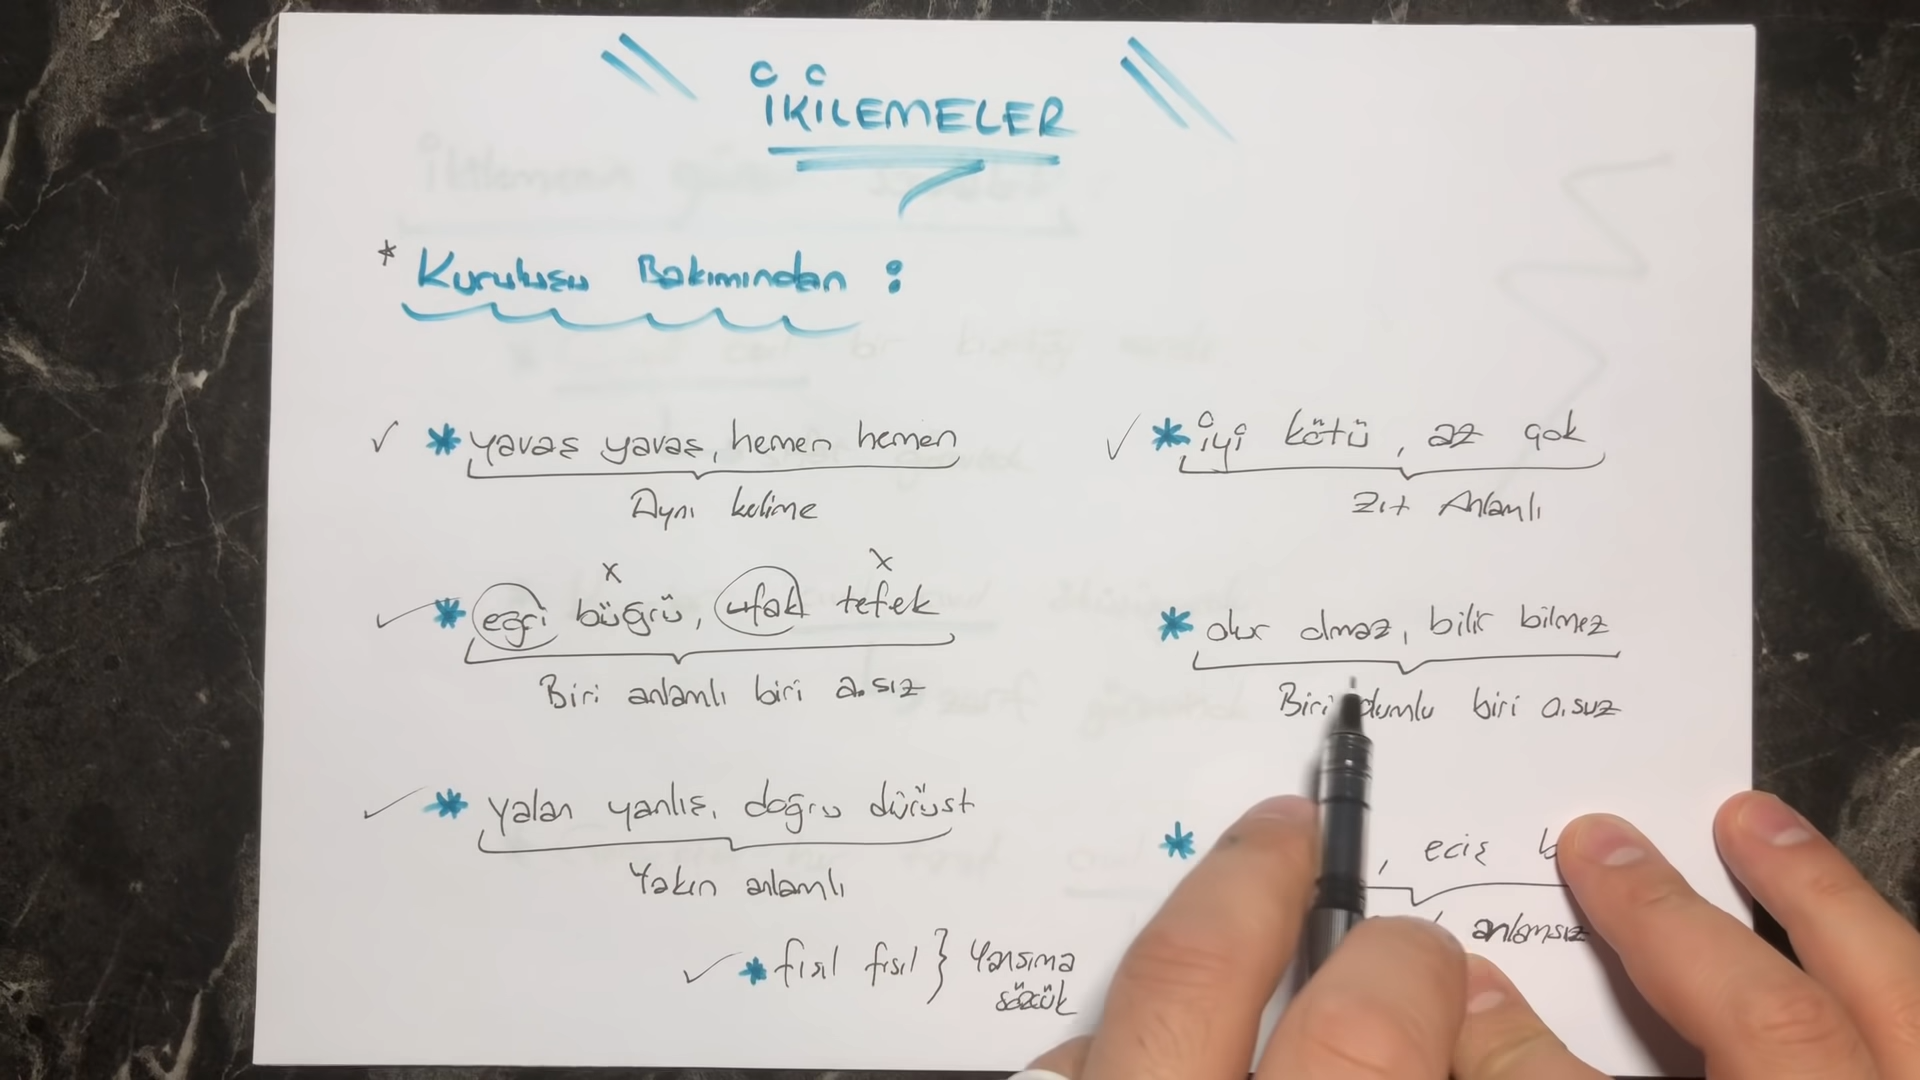 İKİLEMELER
* Kuruluşu Bakımından :
✓ * yavaş yavaş, hemen hemen
Aynı kelime
x x
✓ * eğri büğrü, ufak tefek
Biri anlamlı biri a.sız
✓ * yalan yanlış, doğru dürüst
Yakın anlamlı
✓ * fısıl fısıl } Yansıma
sözcük
✓ * iyi kötü, az çok
Zıt Anlamlı
* olur olmaz, bilir bilmez
Biri olumlu biri o.suz
* , eciş
anlamsız